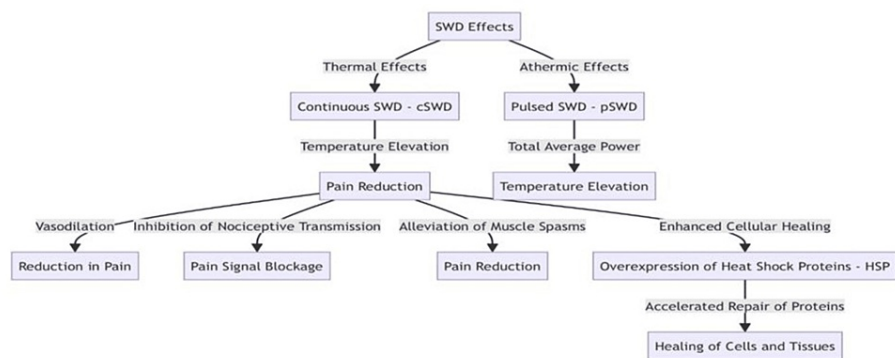 SWD Effects
Thermal Effects
Athermic Effects
Continuous SWD - cSWD
Pulsed SWD - pSWD
Temperature Elevation
Total Average Power
Pain Reduction
Temperature Elevation
Vasodilation
Inhibition of Nociceptive Transmission
Alleviation of Muscle Spasms
Enhanced Cellular Healing
Reduction in Pain
Pain Signal Blockage
Pain Reduction
Overexpression of Heat Shock Proteins - HSP
Accelerated Repair of Proteins
Healing of Cells and Tissues